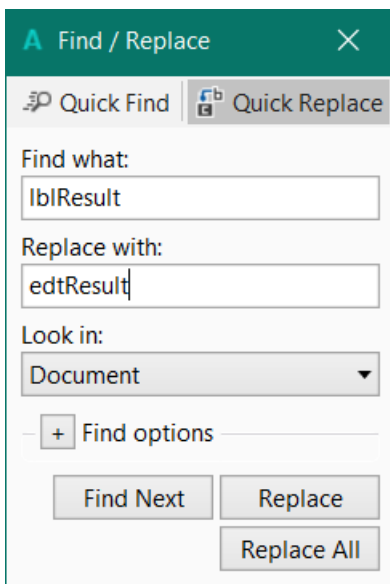 A Find / Replace
Quick Find Quick Replace
Find what:
lblResult
Replace with:
edtResult
Look in:
Document
+ Find options
Find Next Replace
Replace All